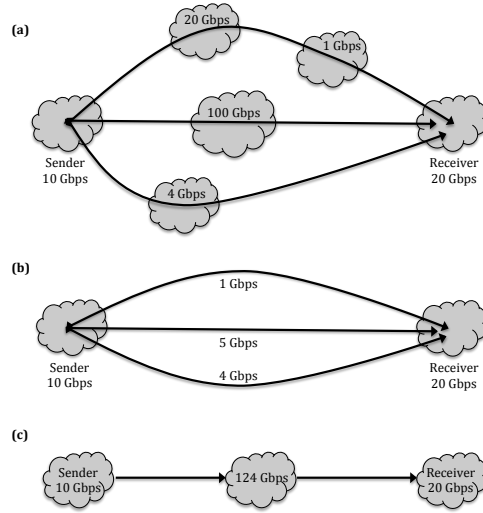 (a)
20 Gbps
1 Gbps
100 Gbps
Sender
10 Gbps
Receiver
20 Gbps
4 Gbps
(b)
1 Gbps
5 Gbps
Sender
10 Gbps
Receiver
20 Gbps
4 Gbps
(c)
Sender
10 Gbps
124 Gbps
Receiver
20 Gbps